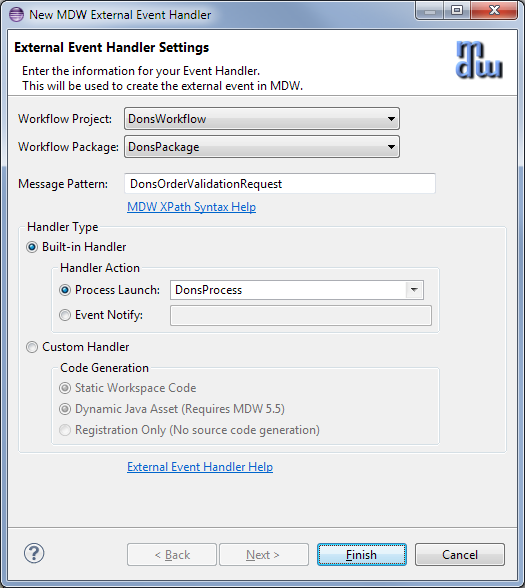 New MDW External Event Handler
External Event Handler Settings
Enter the information for your Event Handler.
This will be used to create the external event in MDW.
mdw
Workflow Project: DonsWorkflow
Workflow Package: DonsPackage
Message Pattern: DonsOrderValidationRequest
MDW XPath Syntax Help
Handler Type
Built-in Handler
Handler Action
Process Launch: DonsProcess
Event Notify:
Custom Handler
Code Generation
Static Workspace Code
Dynamic Java Asset (Requires MDW 5.5)
Registration Only (No source code generation)
External Event Handler Help
? < Back Next > Finish Cancel